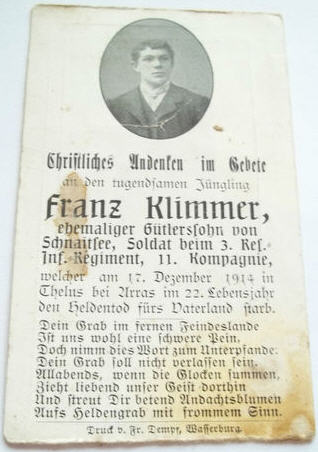 Christliches Andenken im Gebete
an den tugendsamen Jüngling
Franz Klimmer,
ehemaliger Gütlerssohn von
Schnaitsee, Soldat beim 3. Res.-
Inf.-Regiment, 11. Kompagnie,
welcher am 17. Dezember 1914 in
Thelus bei Arras im 22. Lebensjahr
den Heldentod fürs Vaterland starb.
Dein Grab im fernen Feindeslande
Ist uns wohl eine schwere Pein,
Doch nimm dies Wort zum Unterpfande:
Dein Grab soll nicht verlassen sein.
Allabends, wenn die Glocken summen,
Zieht liebend unser Geist dorthin
Und streut Dir betend Andachtsblumen
Aufs Heldengrab mit frommem Sinn.
Druck v. Fr. Dempf, Wasserburg.